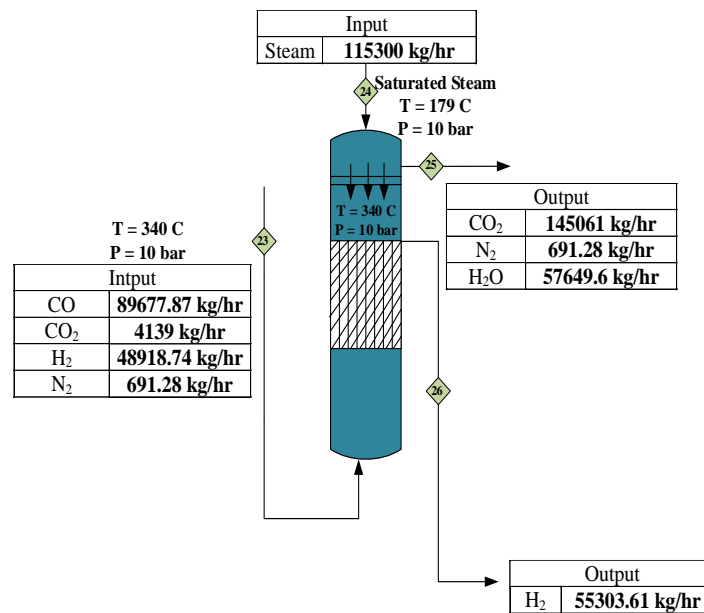 Input
Steam 115300 kg/hr
24
Saturated Steam
T = 179 C
P = 10 bar
25
Output
CO₂ 145061 kg/hr
N₂ 691.28 kg/hr
H₂O 57649.6 kg/hr
T = 340 C
P = 10 bar
23
T = 340 C
P = 10 bar
Intput
CO 89677.87 kg/hr
CO₂ 4139 kg/hr
H₂ 48918.74 kg/hr
N₂ 691.28 kg/hr
26
Output
H₂ 55303.61 kg/hr